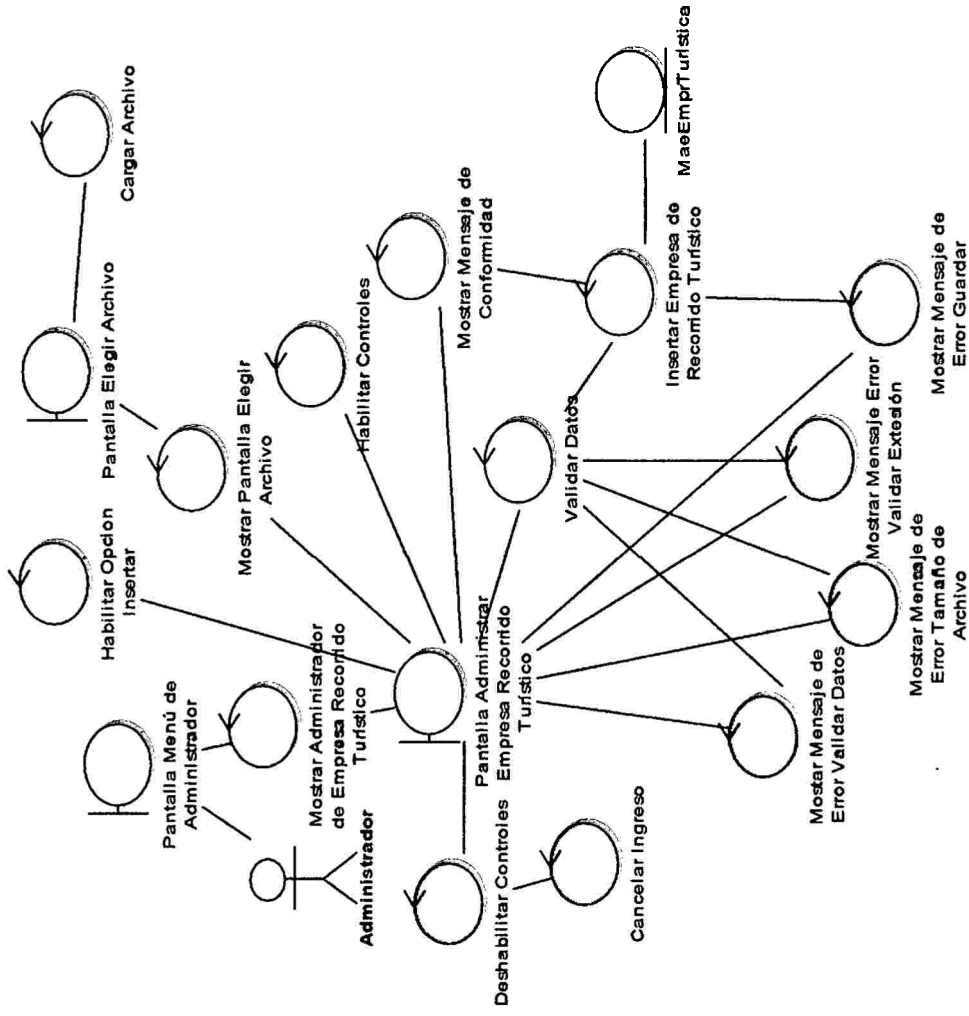 Cargar Archivo
Pantalla Elegir Archivo
Habilitar Opcion
Insertar
Mostrar Pantalla Elegir
Archivo
Habilitar Controles
Mostrar Mensaje de
Conformidad
MaeEmprTuristica
Pantalla Menú de
Administrador
Mostrar Administrador
de Empresa Recorrido
Turístico
Administrador
Pantalla Administrar
Empresa Recorrido
Turístico
Validar Datos
Insertar Empresa de
Recorrido Turístico
Deshabilitar Controles
Cancelar Ingreso
Mostar Mensaje de
Error Validar Datos
Mostrar Mensaje de
Error Tamaño de
Archivo
Mostrar Mensaje Error
Validar Extesión
Mostrar Mensaje de
Error Guardar